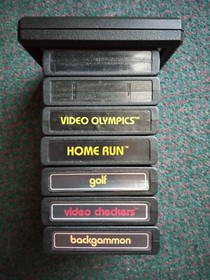 VIDEO OLYMPICS™
HOME RUN™
golf
video checkers™
backgammon